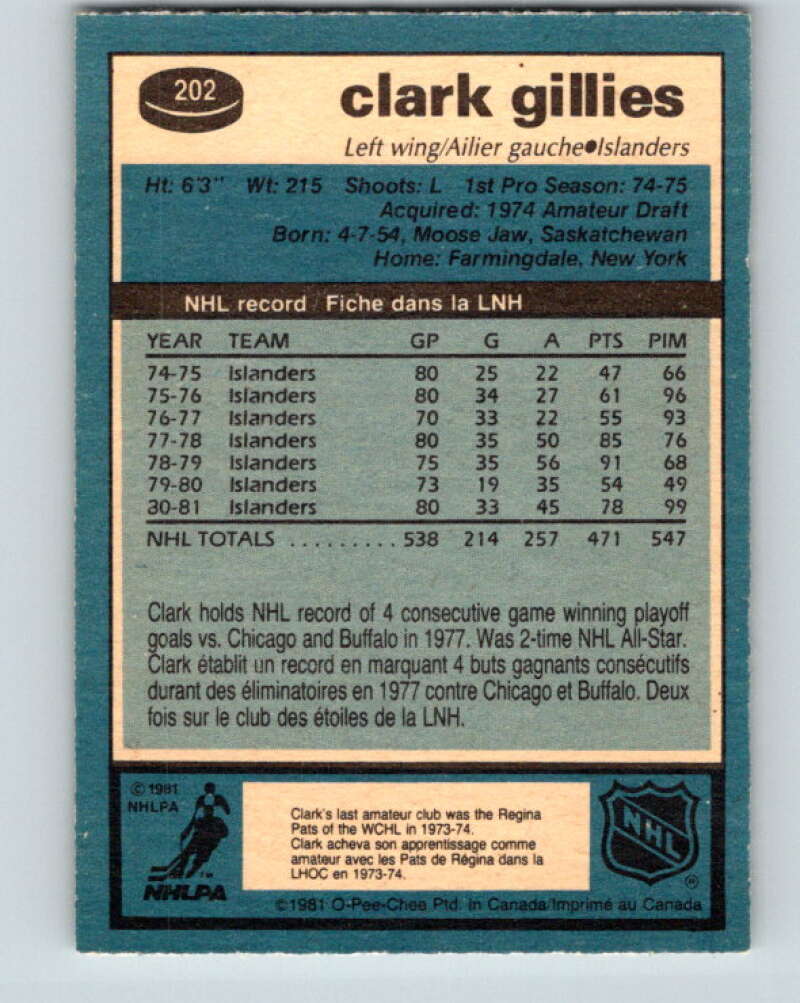 202
clark gillies
Left wing/Ailier gauche●Islanders
Ht: 6'3" Wt: 215 Shoots: L 1st Pro Season: 74-75
Acquired: 1974 Amateur Draft
Born: 4-7-54, Moose Jaw, Saskatchewan
Home: Farmingdale, New York
NHL record / Fiche dans la LNH
YEAR TEAM GP G A PTS PIM
74-75 Islanders 80 25 22 47 66
75-76 Islanders 80 34 27 61 96
76-77 Islanders 70 33 22 55 93
77-78 Islanders 80 35 50 85 76
78-79 Islanders 75 35 56 91 68
79-80 Islanders 73 19 35 54 49
80-81 Islanders 80 33 45 78 99
NHL TOTALS .......... 538 214 257 471 547
Clark holds NHL record of 4 consecutive game winning playoff
goals vs. Chicago and Buffalo in 1977. Was 2-time NHL All-Star.
Clark établit un record en marquant 4 buts gagnants consécutifs
durant des éliminatoires en 1977 contre Chicago et Buffalo. Deux
fois sur le club des étoiles de la LNH.
© 1981
NHLPA
NHLPA
Clark's last amateur club was the Regina
Pats of the WCHL in 1973-74.
Clark acheva son apprentissage comme
amateur avec les Pats de Régina dans la
LHOC en 1973-74.
NHL
©1981 O-Pee-Chee Ptd. in Canada/Imprimé au Canada